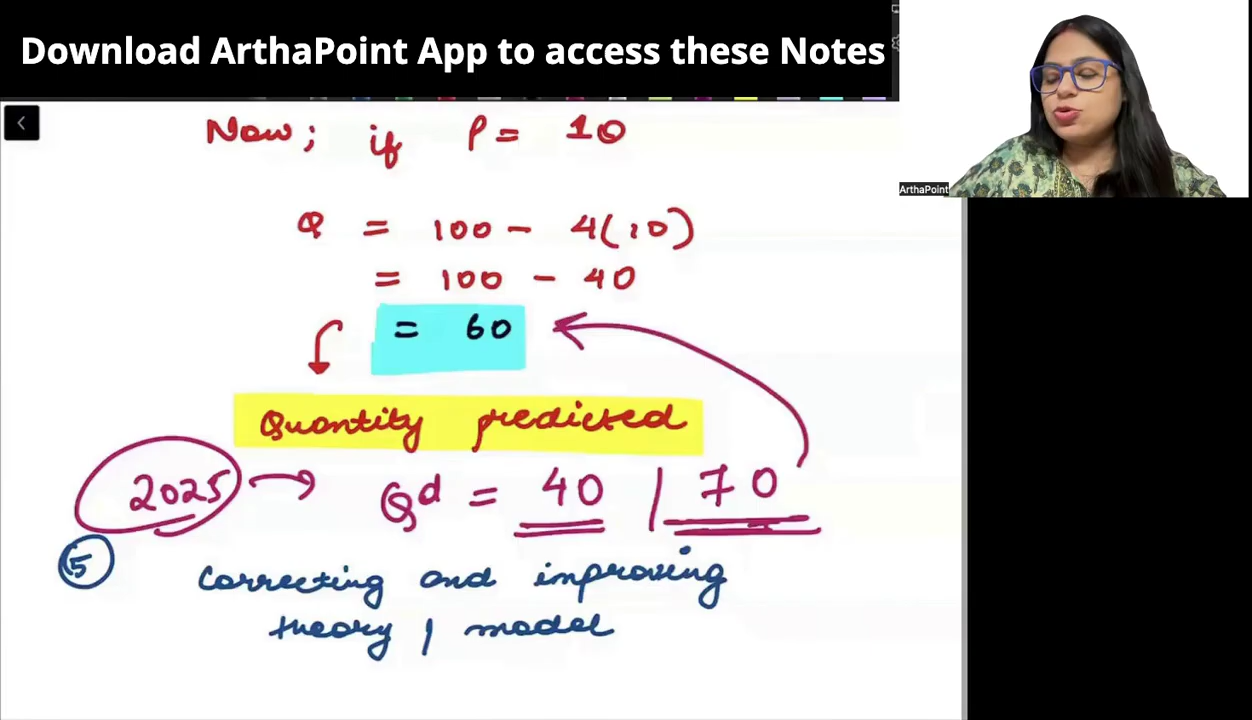 Download ArthaPoint App to access these Notes
ArthaPoint
Now; if P = 10
Q = 100 - 4(10)
= 100 - 40
= 60
Quantity predicted
2025 → Qd = 40 | 70
5 Correcting and improving
theory | model